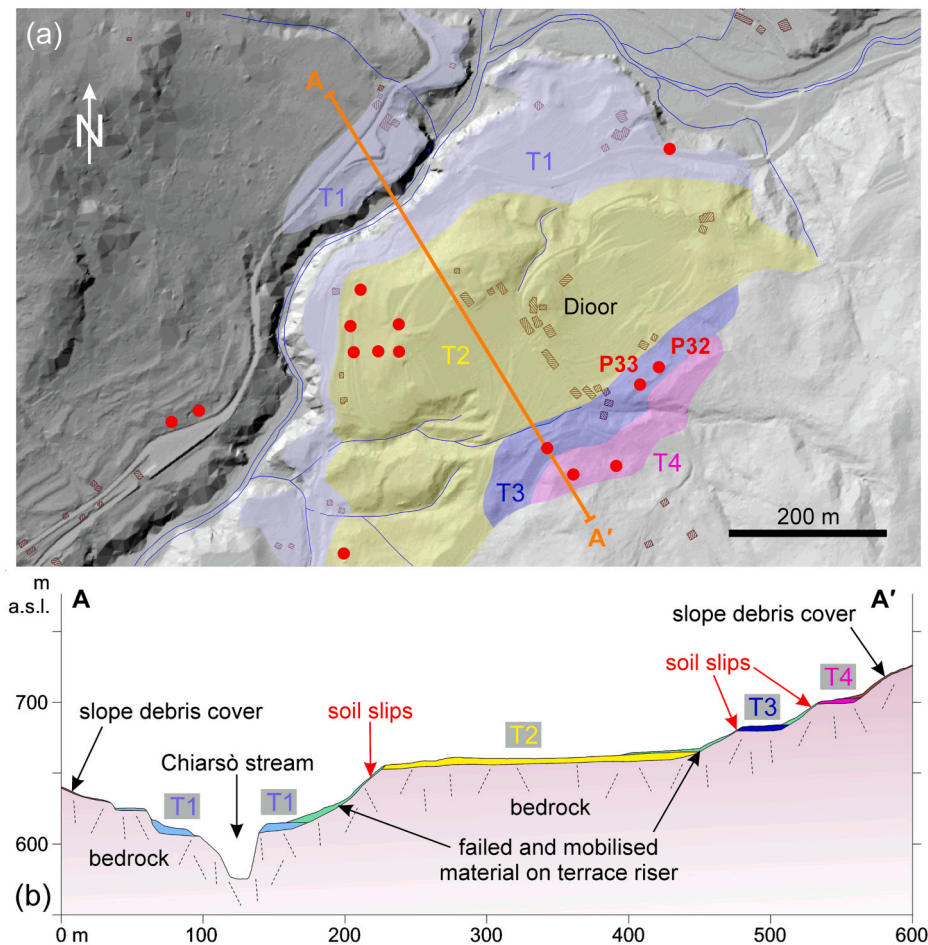 (a)
N
A
T1
T1
Dioor
T2
P33
P32
T4
T3
A′
200 m
m
a.s.l.
A
A′
slope debris cover
soil slips
T4
700
slope debris cover
soil slips
T2
T3
Chiarsò stream
T1
T1
bedrock
600
bedrock
failed and mobilised
material on terrace riser
(b)
0 m
100
200
300
400
500
600